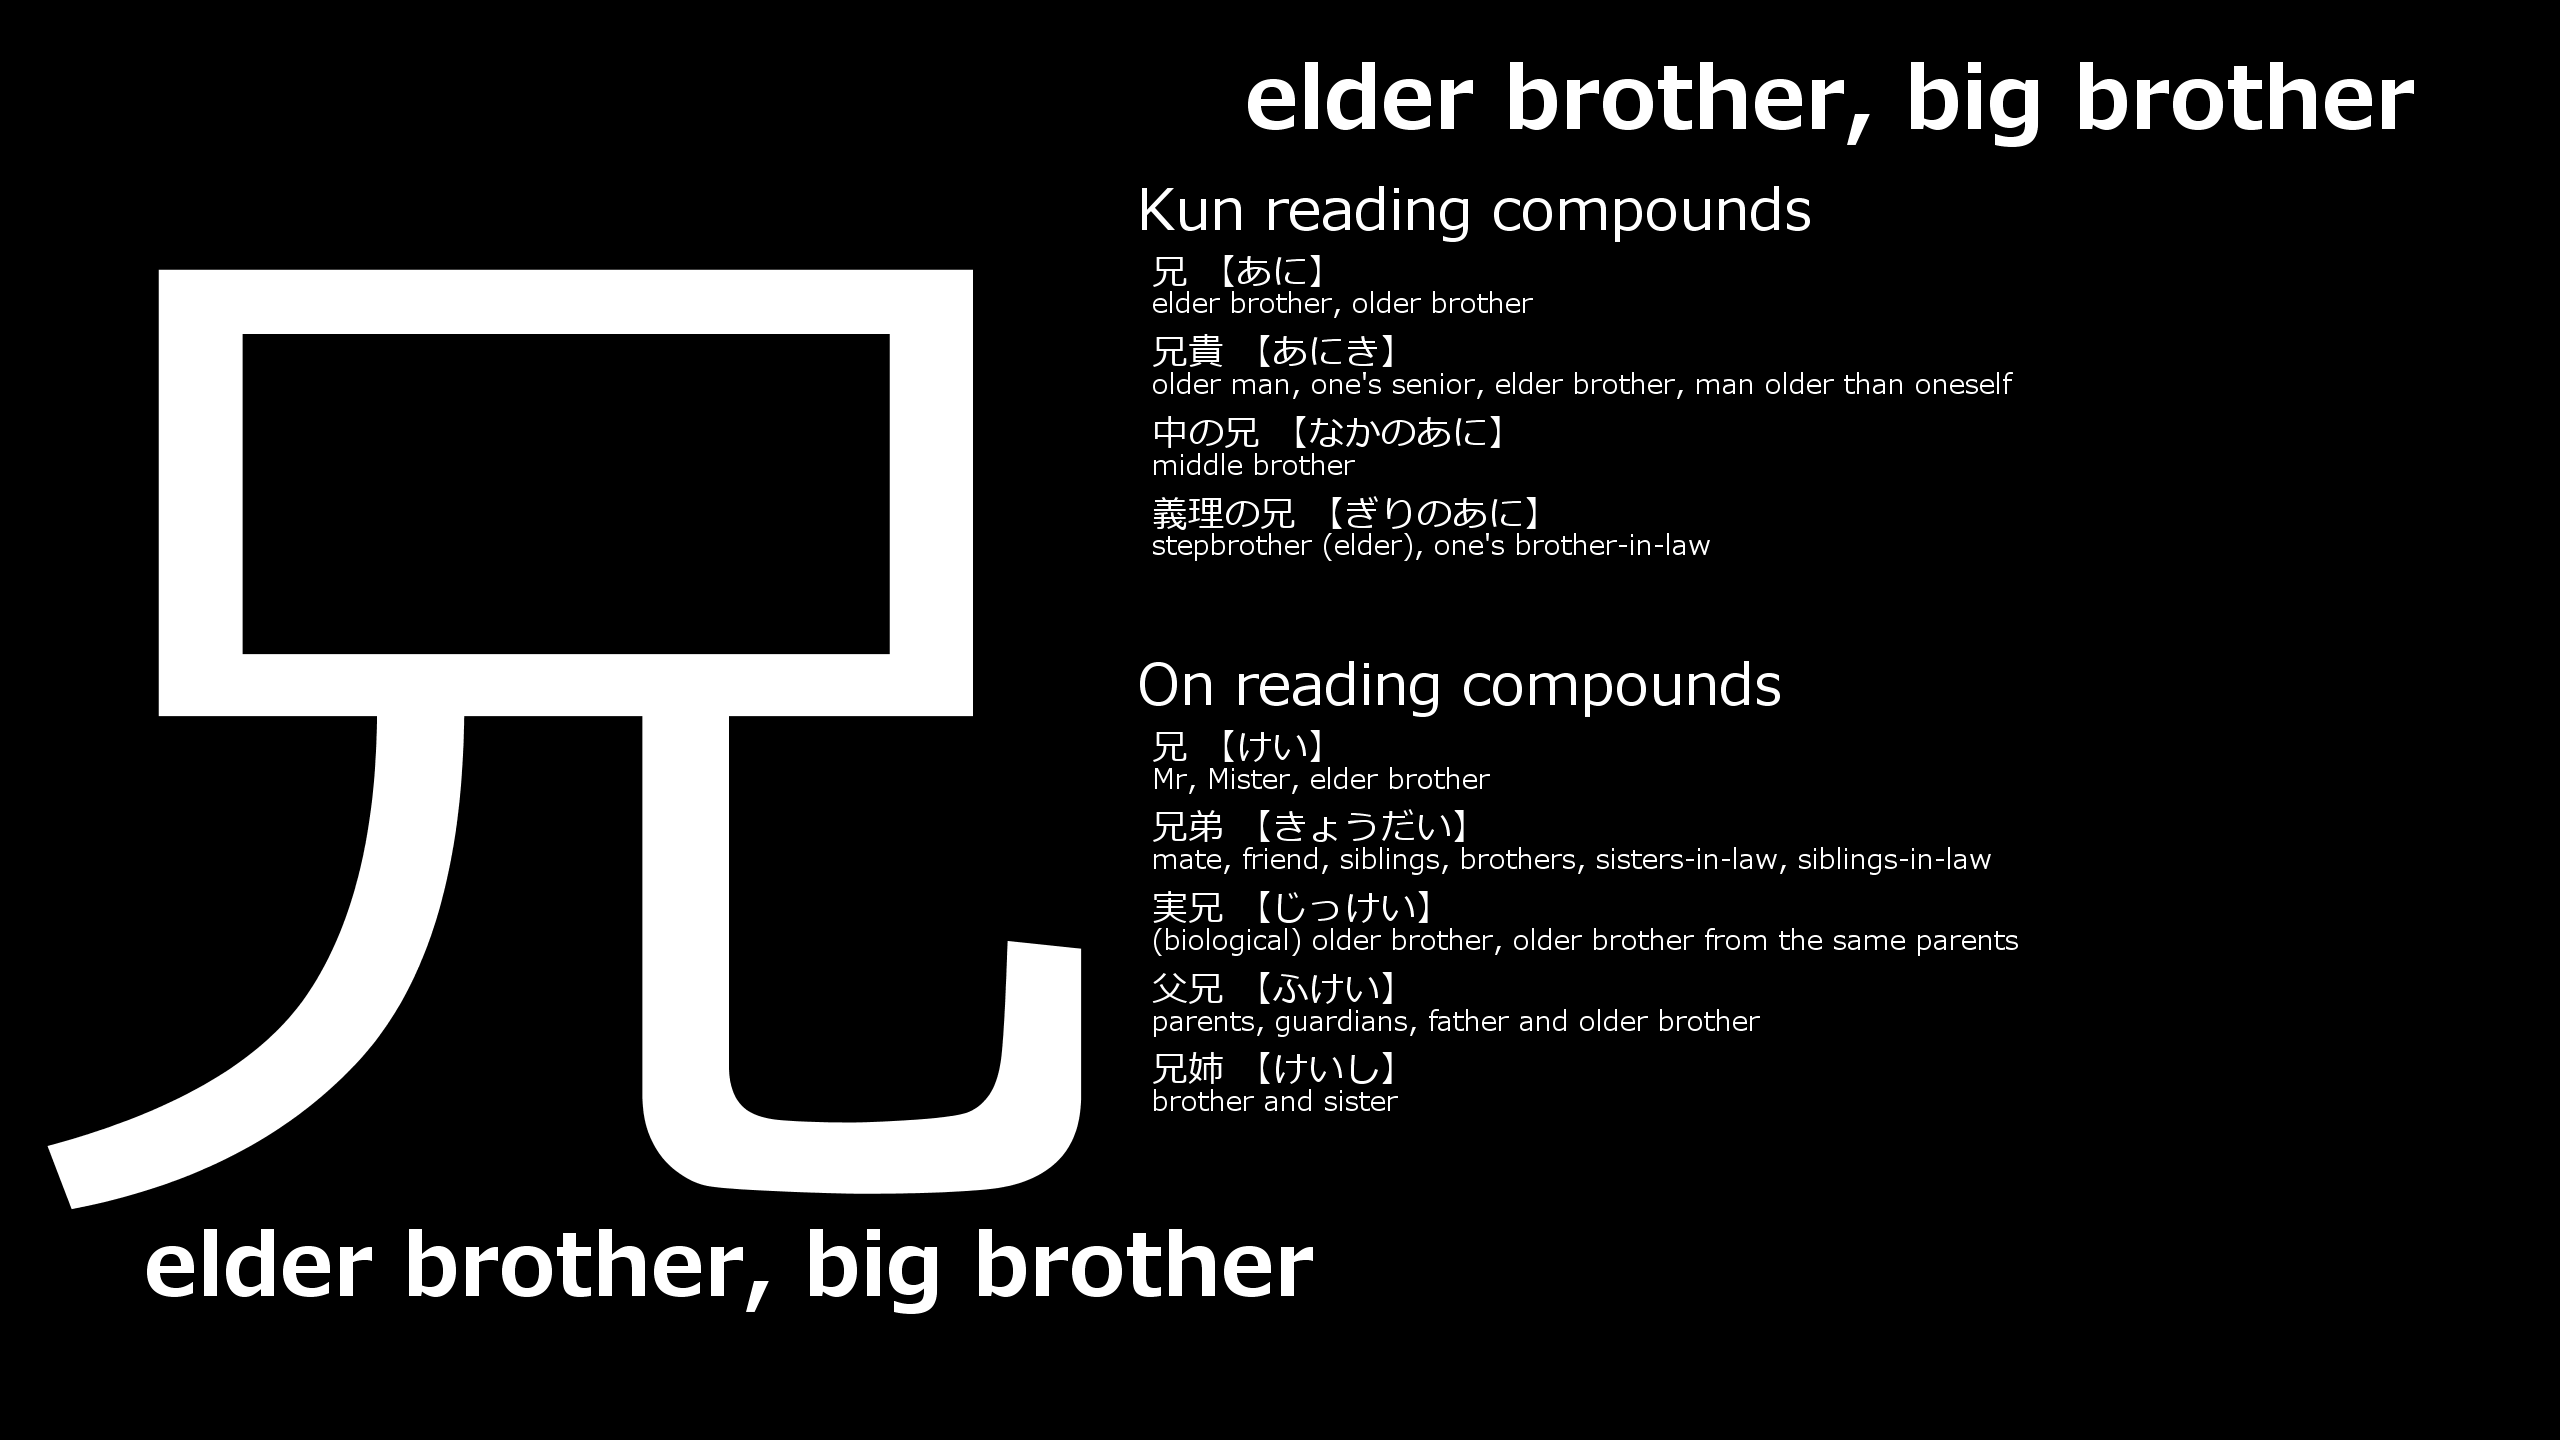 elder brother, big brother
兄
Kun reading compounds
兄 【あに】
elder brother, older brother
兄貴 【あにき】
older man, one's senior, elder brother, man older than oneself
中の兄 【なかのあに】
middle brother
義理の兄 【ぎりのあに】
stepbrother (elder), one's brother-in-law
On reading compounds
兄 【けい】
Mr, Mister, elder brother
兄弟 【きょうだい】
mate, friend, siblings, brothers, sisters-in-law, siblings-in-law
実兄 【じっけい】
(biological) older brother, older brother from the same parents
父兄 【ふけい】
parents, guardians, father and older brother
兄姉 【けいし】
brother and sister
elder brother, big brother